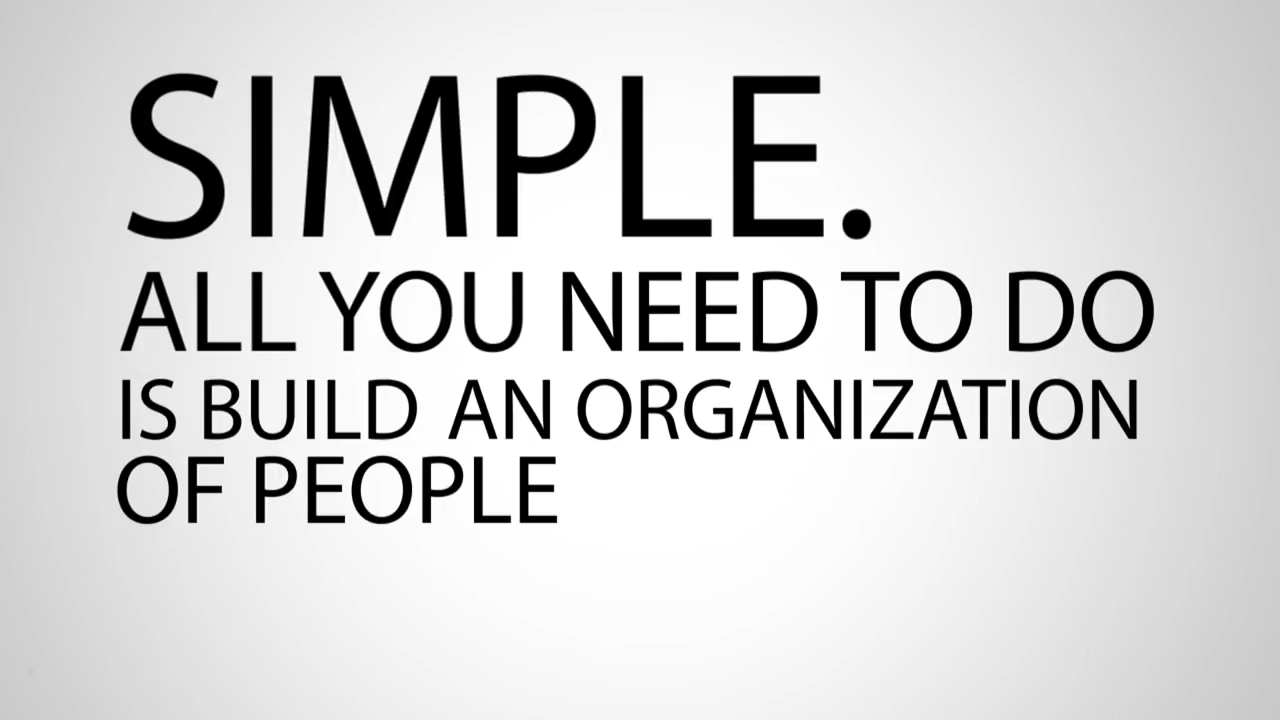 SIMPLE.
ALL YOU NEED TO DO
IS BUILD AN ORGANIZATION
OF PEOPLE